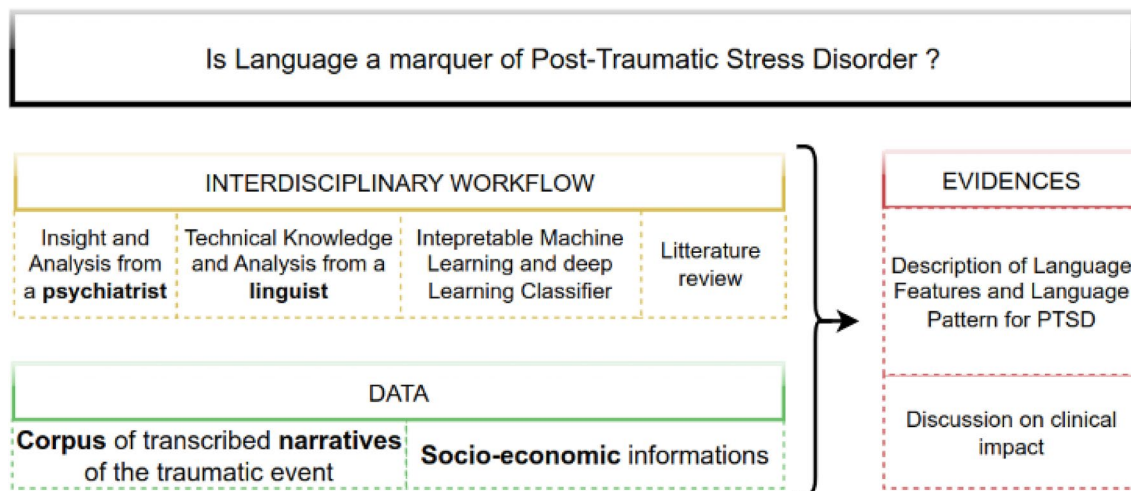 Is Language a marquer of Post-Traumatic Stress Disorder ?
INTERDISCIPLINARY WORKFLOW
Insight and
Analysis from
a psychiatrist
Technical Knowledge
and Analysis from a
linguist
Intepretable Machine
Learning and deep
Learning Classifier
Litterature
review
DATA
Corpus of transcribed narratives
of the traumatic event
Socio-economic informations
EVIDENCES
Description of Language
Features and Language
Pattern for PTSD
Discussion on clinical
impact